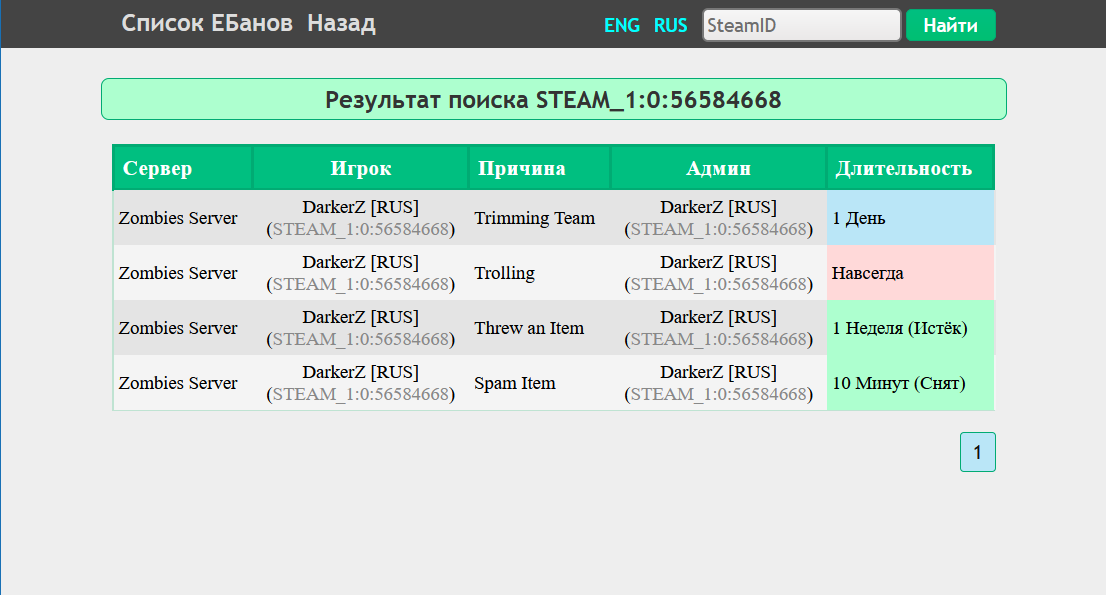 Список ЕБанов Назад ENG RUS SteamID Найти
Результат поиска STEAM_1:0:56584668
Сервер Игрок Причина Админ Длительность
Zombies Server DarkerZ [RUS] (STEAM_1:0:56584668) Trimming Team DarkerZ [RUS] (STEAM_1:0:56584668) 1 День
Zombies Server DarkerZ [RUS] (STEAM_1:0:56584668) Trolling DarkerZ [RUS] (STEAM_1:0:56584668) Навсегда
Zombies Server DarkerZ [RUS] (STEAM_1:0:56584668) Threw an Item DarkerZ [RUS] (STEAM_1:0:56584668) 1 Неделя (Истёк)
Zombies Server DarkerZ [RUS] (STEAM_1:0:56584668) Spam Item DarkerZ [RUS] (STEAM_1:0:56584668) 10 Минут (Снят)
1